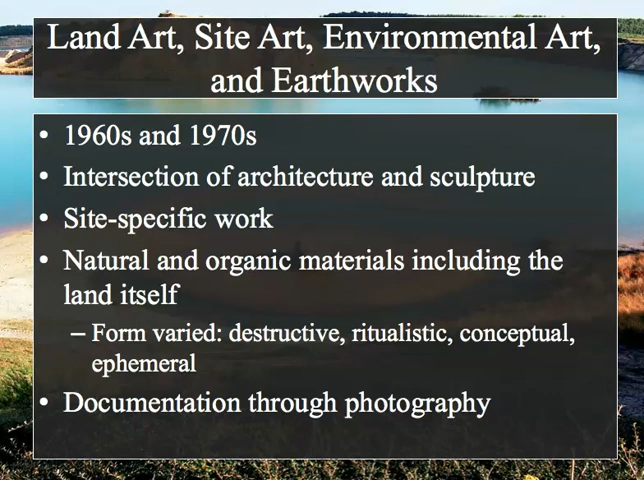 Land Art, Site Art, Environmental Art,
and Earthworks
• 1960s and 1970s
• Intersection of architecture and sculpture
• Site-specific work
• Natural and organic materials including the
land itself
– Form varied: destructive, ritualistic, conceptual,
ephemeral
• Documentation through photography